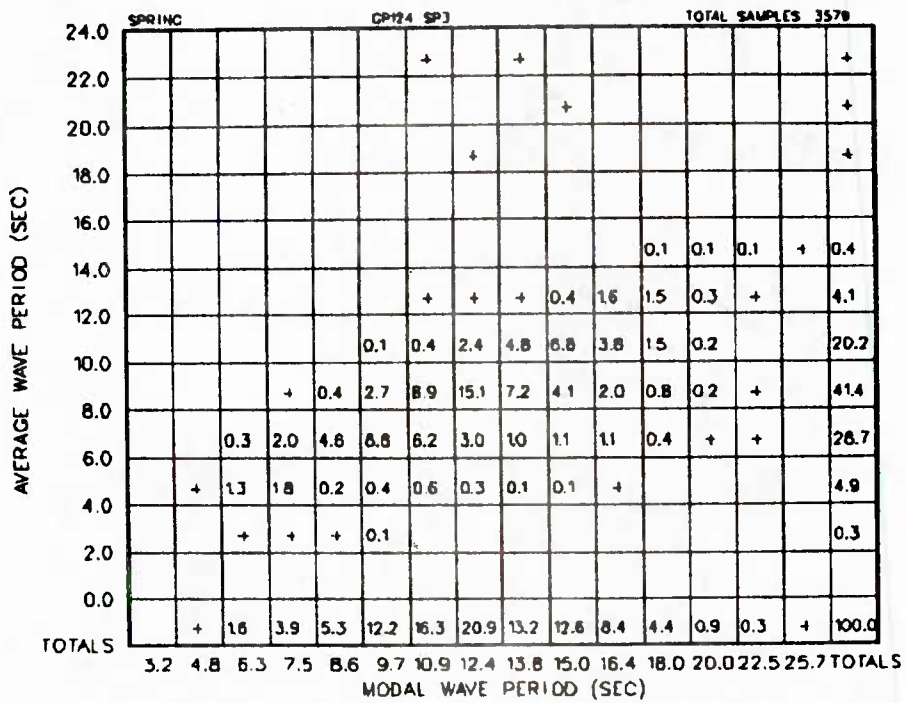 SPRING GP124 SP3 TOTAL SAMPLES 3579
24.0
+ + +
22.0
+ +
20.0
+ +
18.0
16.0
0.1 0.1 0.1 + 0.4
14.0
+ + + 0.4 1.6 1.5 0.3 + 4.1
12.0
0.1 0.4 2.4 4.8 6.8 3.8 1.5 0.2 20.2
10.0
+ 0.4 2.7 8.9 15.1 7.2 4.1 2.0 0.8 0.2 + 41.4
8.0
0.3 2.0 4.6 8.8 6.2 3.0 1.0 1.1 1.1 0.4 + + 28.7
6.0
+ 1.3 1.8 0.2 0.4 0.6 0.3 0.1 0.1 + 4.9
4.0
+ + + 0.1 0.3
2.0
0.0
TOTALS + 1.6 3.9 5.3 12.2 16.3 20.9 13.2 12.6 8.4 4.4 0.9 0.3 + 100.0
3.2 4.8 6.3 7.5 8.6 9.7 10.9 12.4 13.8 15.0 16.4 18.0 20.0 22.5 25.7 TOTALS
MODAL WAVE PERIOD (SEC)
AVERAGE WAVE PERIOD (SEC)